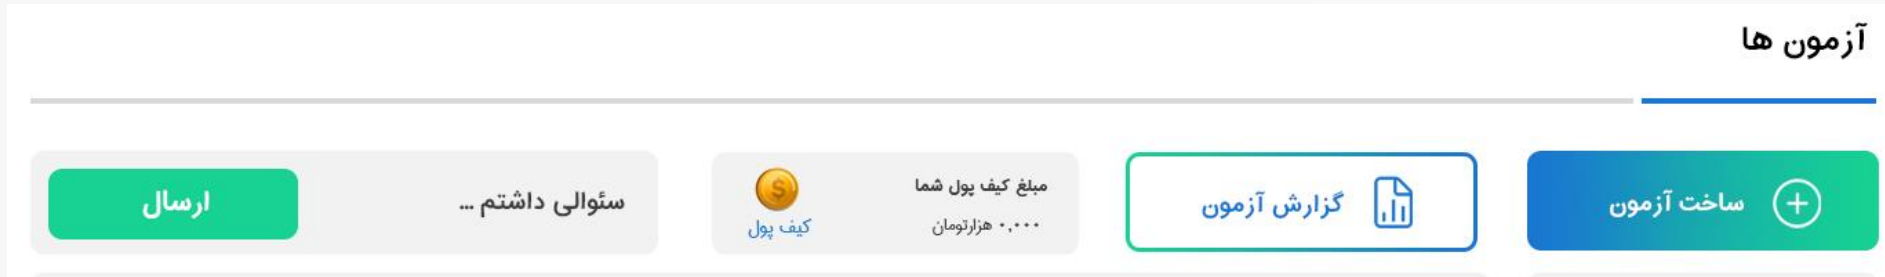 آزمون ها
ساخت آزمون
گزارش آزمون
مبلغ کیف پول شما
۰,۰۰۰ هزارتومان
کیف پول
سئوالی داشتم ...
ارسال